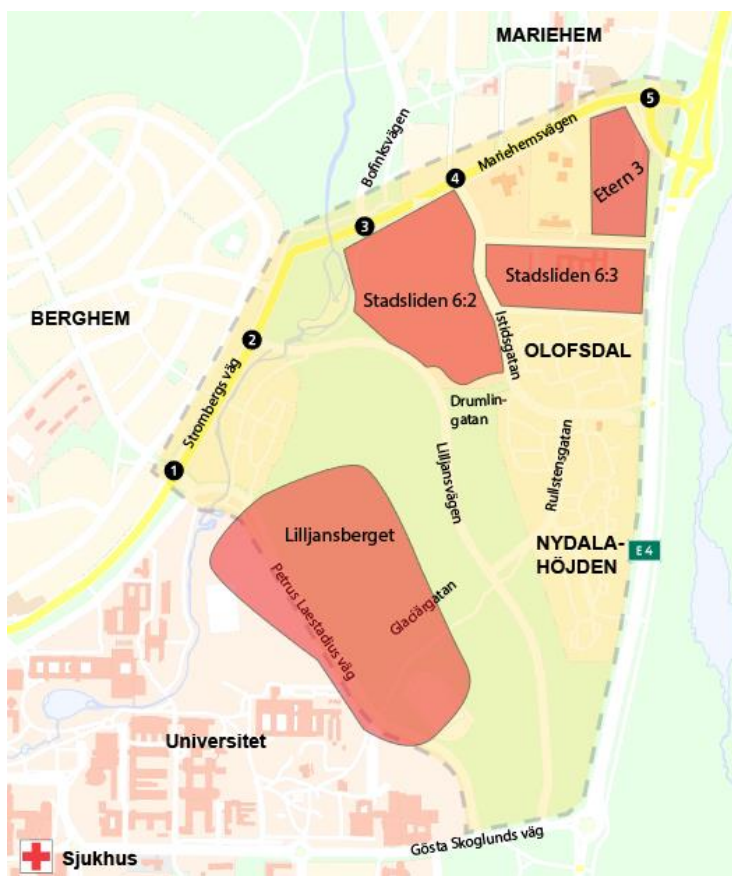 MARIEHEM
5
Bofinksvägen
Mariehemsvägen
Etern 3
4
3
Stadsliden 6:3
Stadsliden 6:2
BERGHEM
Istidsgatan
2
OLOFSDAL
Strombergs väg
Drumlin-
gatan
1
Lilljansvägen
Rullstensgatan
Lilljansberget
NYDALA-
HÖJDEN
E 4
Petrus Laestadius väg
Glaciärgatan
Universitet
Gösta Skoglunds väg
Sjukhus